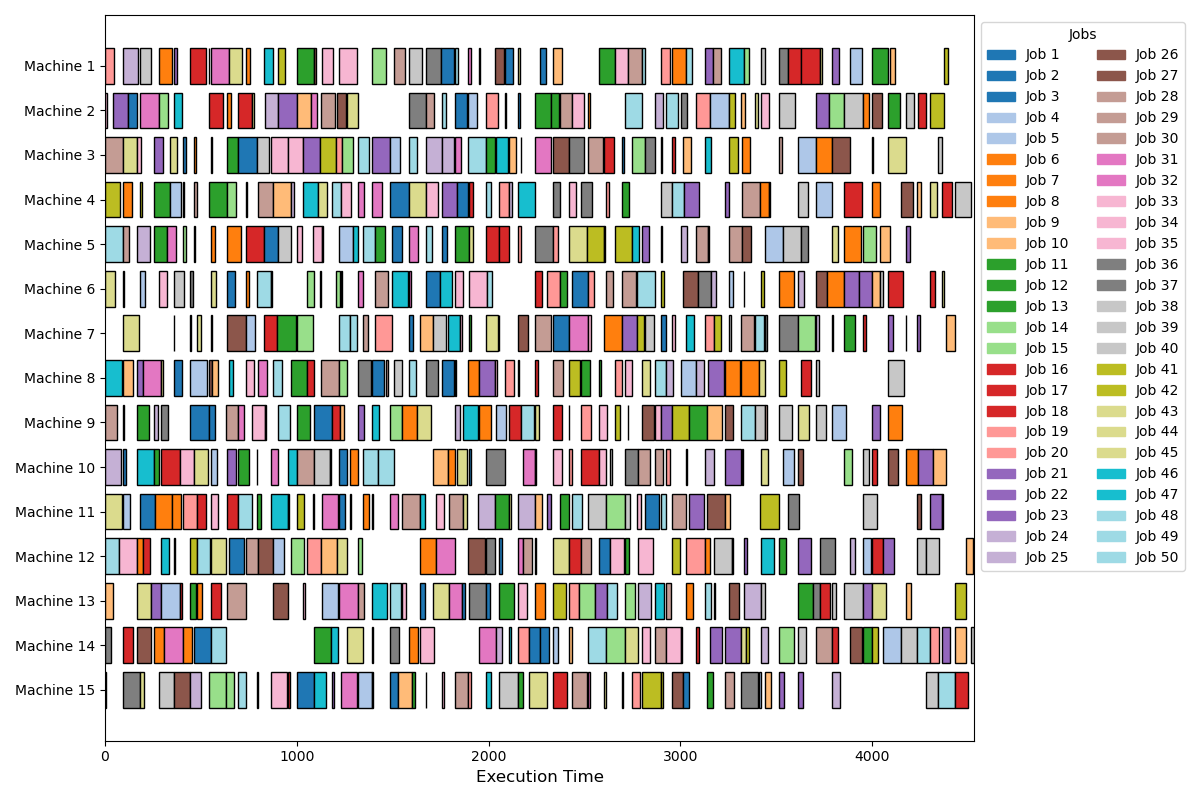 Machine 1
Machine 2
Machine 3
Machine 4
Machine 5
Machine 6
Machine 7
Machine 8
Machine 9
Machine 10
Machine 11
Machine 12
Machine 13
Machine 14
Machine 15
0 1000 2000 3000 4000
Execution Time
Jobs
Job 1
Job 2
Job 3
Job 4
Job 5
Job 6
Job 7
Job 8
Job 9
Job 10
Job 11
Job 12
Job 13
Job 14
Job 15
Job 16
Job 17
Job 18
Job 19
Job 20
Job 21
Job 22
Job 23
Job 24
Job 25
Job 26
Job 27
Job 28
Job 29
Job 30
Job 31
Job 32
Job 33
Job 34
Job 35
Job 36
Job 37
Job 38
Job 39
Job 40
Job 41
Job 42
Job 43
Job 44
Job 45
Job 46
Job 47
Job 48
Job 49
Job 50